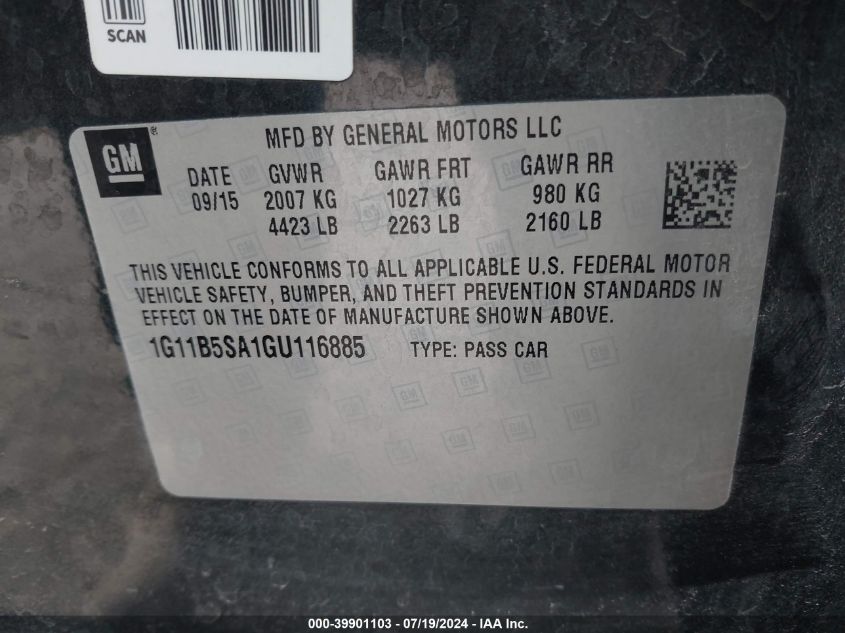 SCAN
GM ®
MFD BY GENERAL MOTORS LLC
DATE GVWR GAWR FRT GAWR RR
09/15 2007 KG 1027 KG 980 KG
4423 LB 2263 LB 2160 LB
THIS VEHICLE CONFORMS TO ALL APPLICABLE U.S. FEDERAL MOTOR
VEHICLE SAFETY, BUMPER, AND THEFT PREVENTION STANDARDS IN
EFFECT ON THE DATE OF MANUFACTURE SHOWN ABOVE.
1G11B5SA1GU116885 TYPE: PASS CAR
000-39901103 / 07/19/2024 - IAA Inc.